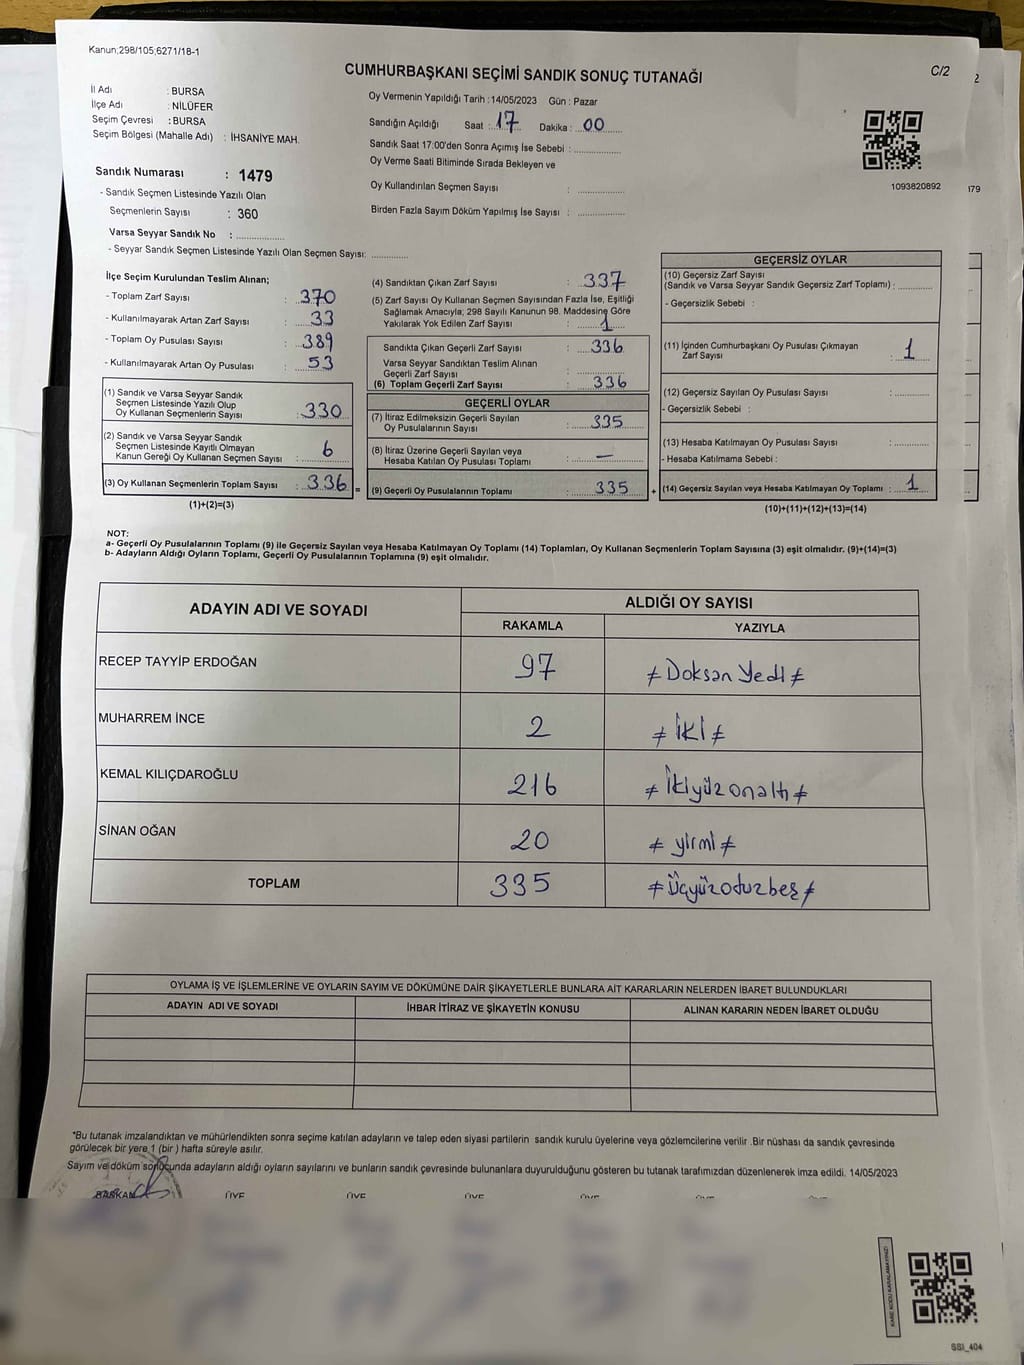 Kanun;298/105;6271/18-1
C/2
2
CUMHURBAŞKANI SEÇİMİ SANDIK SONUÇ TUTANAĞI
İl Adı : BURSA
İlçe Adı : NİLÜFER
Seçim Çevresi : BURSA
Seçim Bölgesi (Mahalle Adı) : İHSANİYE MAH.
Oy Vermenin Yapıldığı Tarih : 14/05/2023 Gün : Pazar
Sandığın Açıldığı Saat : 17 Dakika : 00
Sandık Saat 17:00'den Sonra Açımış İse Sebebi :
Oy Verme Saati Bitiminde Sırada Bekleyen ve
Oy Kullandırılan Seçmen Sayısı :
Birden Fazla Sayım Döküm Yapılmış İse Sayısı :
1093820892
179
Sandık Numarası : 1479
- Sandık Seçmen Listesinde Yazılı Olan
Seçmenlerin Sayısı : 360
Varsa Seyyar Sandık No :
- Seyyar Sandık Seçmen Listesinde Yazılı Olan Seçmen Sayısı:
İlçe Seçim Kurulundan Teslim Alınan;
- Toplam Zarf Sayısı : 370
- Kullanılmayarak Artan Zarf Sayısı : 33
- Toplam Oy Pusulası Sayısı : 389
- Kullanılmayarak Artan Oy Pusulası : 53
(1) Sandık ve Varsa Seyyar Sandık
Seçmen Listesinde Yazılı Olup
Oy Kullanan Seçmenlerin Sayısı : 330
(2) Sandık ve Varsa Seyyar Sandık
Seçmen Listesinde Kayıtlı Olmayan
Kanun Gereği Oy Kullanan Seçmen Sayısı : 6
(3) Oy Kullanan Seçmenlerin Toplam Sayısı : 336 =
(1)+(2)=(3)
(4) Sandıktan Çıkan Zarf Sayısı : 337
(5) Zarf Sayısı Oy Kullanan Seçmen Sayısından Fazla İse, Eşitliği
Sağlamak Amacıyla; 298 Sayılı Kanunun 98. Maddesine Göre
Yakılarak Yok Edilen Zarf Sayısı : 1
Sandıkta Çıkan Geçerli Zarf Sayısı : 336
Varsa Seyyar Sandıktan Teslim Alınan
Geçerli Zarf Sayısı :
(6) Toplam Geçerli Zarf Sayısı : 336
GEÇERLİ OYLAR
(7) İtiraz Edilmeksizin Geçerli Sayılan
Oy Pusulalarının Sayısı : 335
(8) İtiraz Üzerine Geçerli Sayılan veya
Hesaba Katılan Oy Pusulası Toplamı : —
(9) Geçerli Oy Pusulalarının Toplamı : 335 +
GEÇERSİZ OYLAR
(10) Geçersiz Zarf Sayısı
(Sandık ve Varsa Seyyar Sandık Geçersiz Zarf Toplamı) :
- Geçersizlik Sebebi :
(11) İçinden Cumhurbaşkanı Oy Pusulası Çıkmayan
Zarf Sayısı : 1
(12) Geçersiz Sayılan Oy Pusulası Sayısı :
- Geçersizlik Sebebi :
(13) Hesaba Katılmayan Oy Pusulası Sayısı :
- Hesaba Katılmama Sebebi :
(14) Geçersiz Sayılan veya Hesaba Katılmayan Oy Toplamı : 1
(10)+(11)+(12)+(13)=(14)
NOT:
a- Geçerli Oy Pusulalarının Toplamı (9) ile Geçersiz Sayılan veya Hesaba Katılmayan Oy Toplamı (14) Toplamları, Oy Kullanan Seçmenlerin Toplam Sayısına (3) eşit olmalıdır. (9)+(14)=(3)
b- Adayların Aldığı Oyların Toplamı, Geçerli Oy Pusulalarının Toplamına (9) eşit olmalıdır.
ADAYIN ADI VE SOYADI ALDIĞI OY SAYISI
RAKAMLA YAZIYLA
RECEP TAYYİP ERDOĞAN 97 ≠ Doksan Yedi ≠
MUHARREM İNCE 2 ≠ İki ≠
KEMAL KILIÇDAROĞLU 216 ≠ İkiyüzonaltı ≠
SİNAN OĞAN 20 ≠ yirmi ≠
TOPLAM 335 ≠ Üçyüzotuzbeş ≠
OYLAMA İŞ VE İŞLEMLERİNE VE OYLARIN SAYIM VE DÖKÜMÜNE DAİR ŞİKAYETLERLE BUNLARA AİT KARARLARIN NELERDEN İBARET BULUNDUKLARI
ADAYIN ADI VE SOYADI İHBAR İTİRAZ VE ŞİKAYETİN KONUSU ALINAN KARARIN NEDEN İBARET OLDUĞU
*Bu tutanak imzalandıktan ve mühürlendikten sonra seçime katılan adayların ve talep eden siyasi partilerin sandık kurulu üyelerine veya gözlemcilerine verilir .Bir nüshası da sandık çevresinde
görülecek bir yere 1 (bir ) hafta süreyle asılır.
Sayım ve döküm sonucunda adayların aldığı oyların sayılarını ve bunların sandık çevresinde bulunanlara duyurulduğunu gösteren bu tutanak tarafımızdan düzenlenerek imza edildi. 14/05/2023
BAŞKAN ÜYE ÜYE ÜYE ÜYE ÜYE ÜYE
KARE KODU KARALAMAYINIZ!
SSI_404